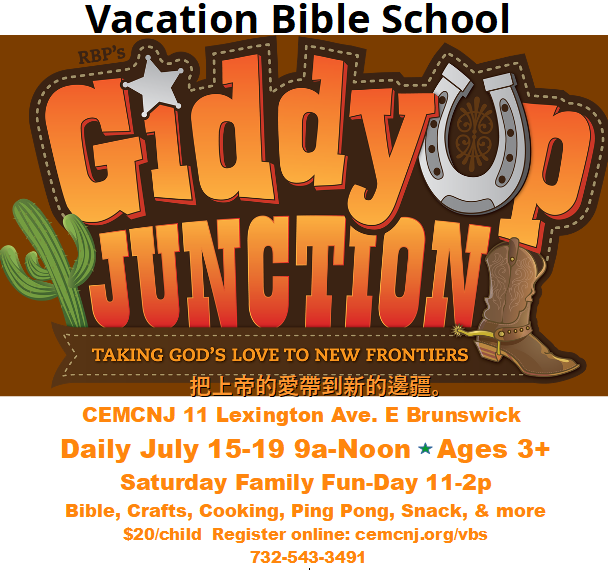 Vacation Bible School
RBP's
GiddyUp
JUNCTION
TAKING GOD'S LOVE TO NEW FRONTIERS
把上帝的愛帶到新的邊疆。
CEMCNJ 11 Lexington Ave. E Brunswick
Daily July 15-19 9a-Noon ★ Ages 3+
Saturday Family Fun-Day 11-2p
Bible, Crafts, Cooking, Ping Pong, Snack, & more
$20/child Register online: cemcnj.org/vbs
732-543-3491